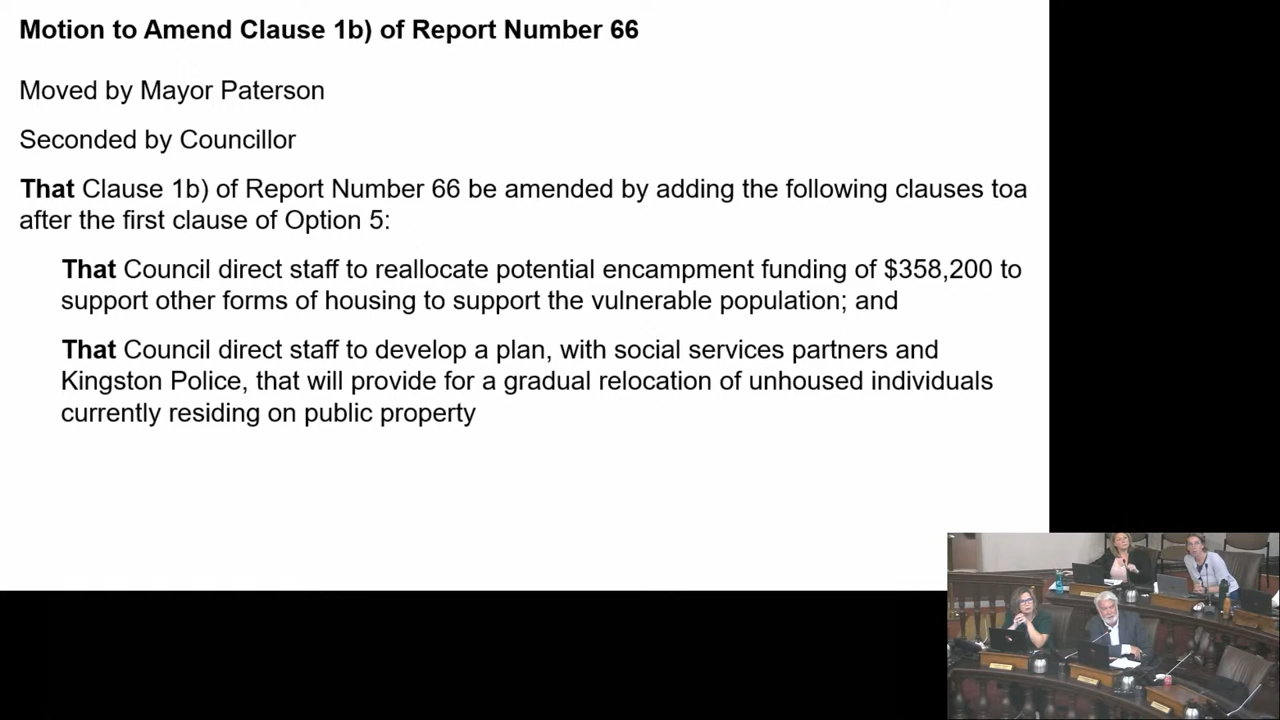 Motion to Amend Clause 1b) of Report Number 66
Moved by Mayor Paterson
Seconded by Councillor
That Clause 1b) of Report Number 66 be amended by adding the following clauses toa
after the first clause of Option 5:
That Council direct staff to reallocate potential encampment funding of $358,200 to
support other forms of housing to support the vulnerable population; and
That Council direct staff to develop a plan, with social services partners and
Kingston Police, that will provide for a gradual relocation of unhoused individuals
currently residing on public property